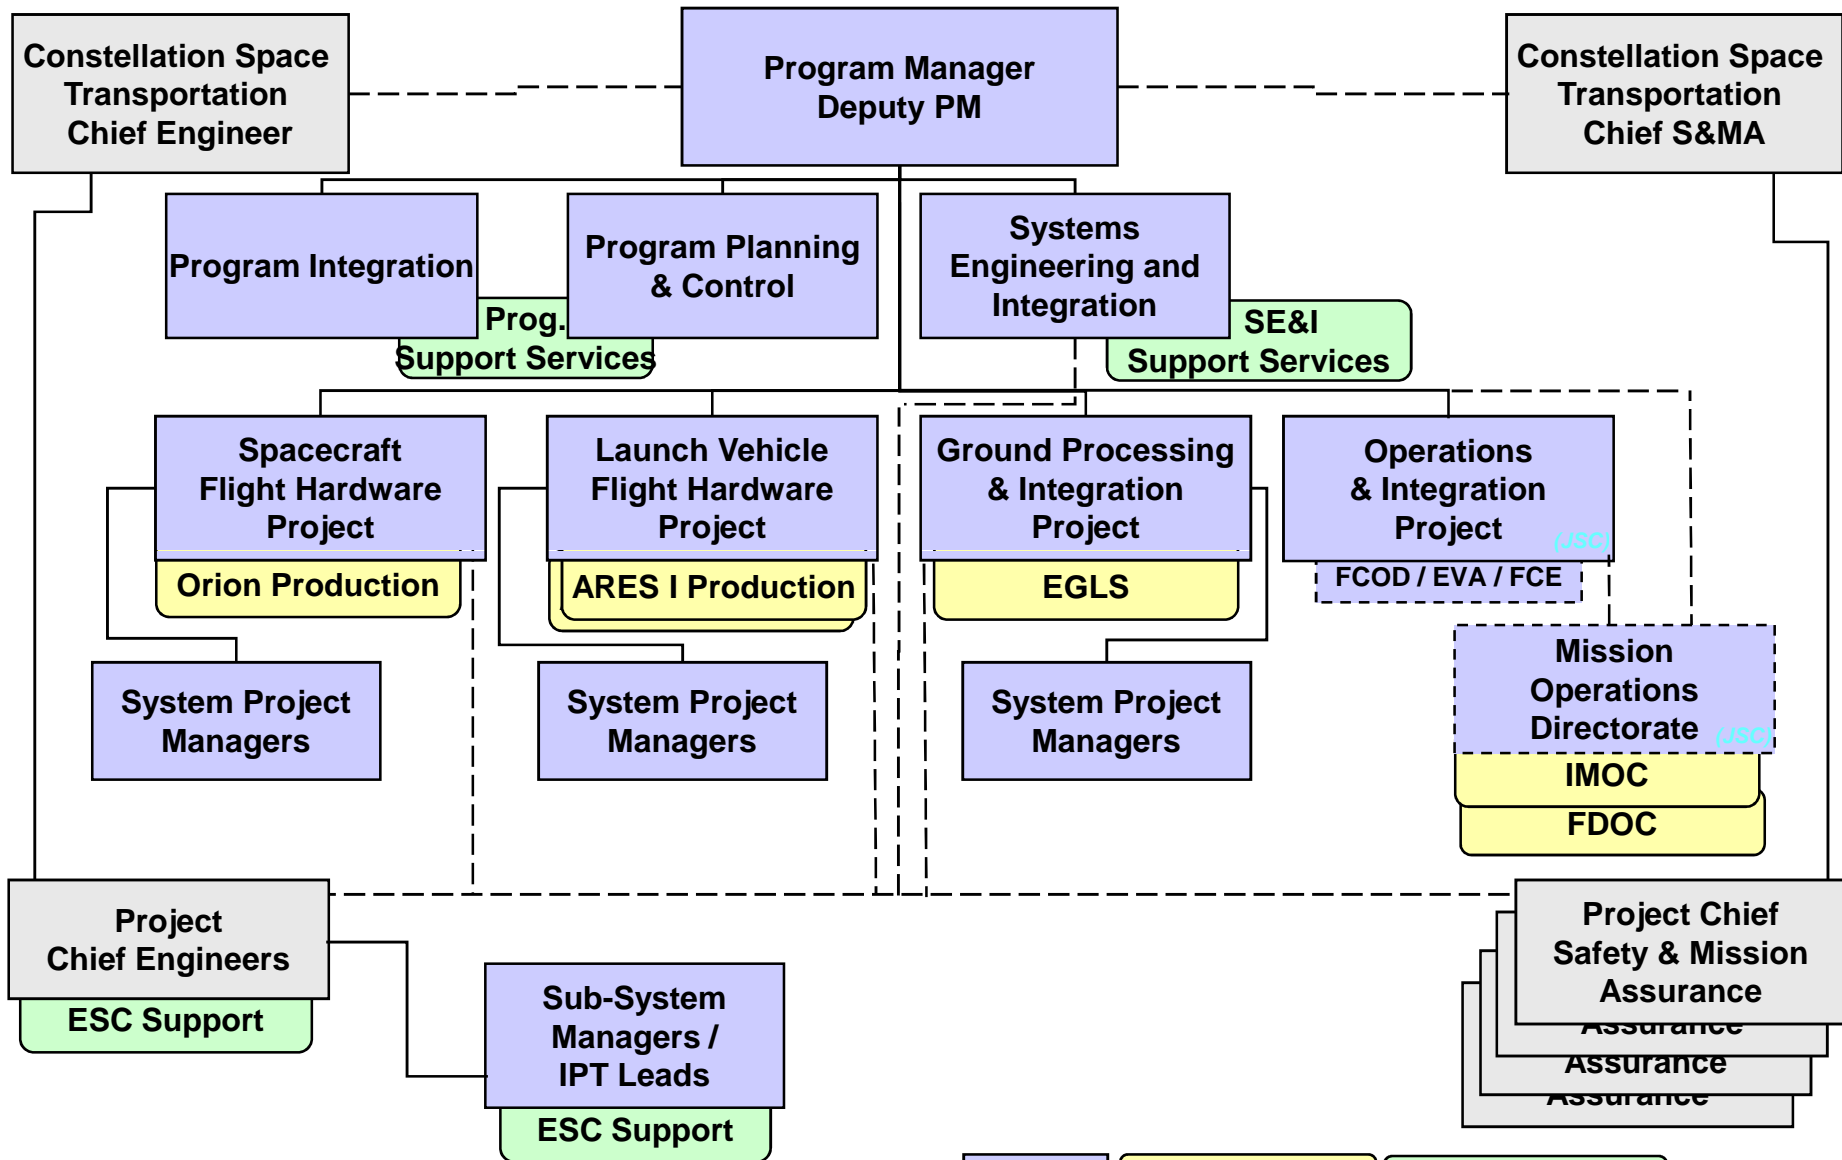 Constellation Space
Transportation
Chief Engineer
Program Manager
Deputy PM
Constellation Space
Transportation
Chief S&MA
Program Integration
Program Planning
& Control
Systems
Engineering and
Integration
Prog.
Support Services
SE&I
Support Services
Spacecraft
Flight Hardware
Project
Orion Production
Launch Vehicle
Flight Hardware
Project
ARES I Production
Ground Processing
& Integration
Project
EGLS
Operations
& Integration
Project
(JSC)
FCOD / EVA / FCE
System Project
Managers
System Project
Managers
System Project
Managers
Mission
Operations
Directorate
(JSC)
IMOC
FDOC
Project
Chief Engineers
ESC Support
Sub-System
Managers /
IPT Leads
ESC Support
Project Chief
Safety & Mission
Assurance
Assurance
Assurance
Assurance